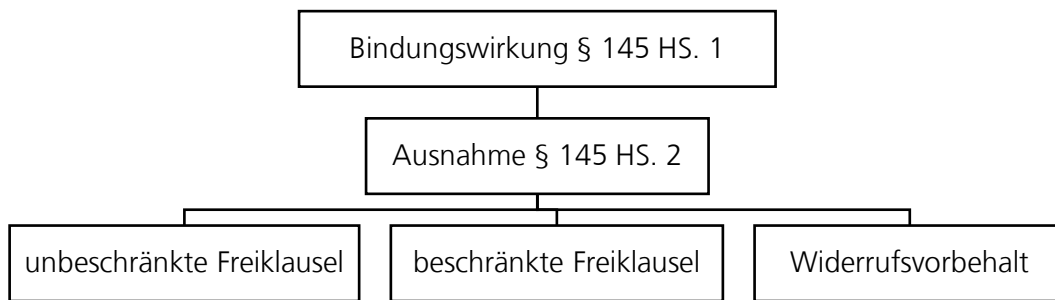 Bindungswirkung § 145 HS. 1
Ausnahme § 145 HS. 2
unbeschränkte Freiklausel
beschränkte Freiklausel
Widerrufsvorbehalt